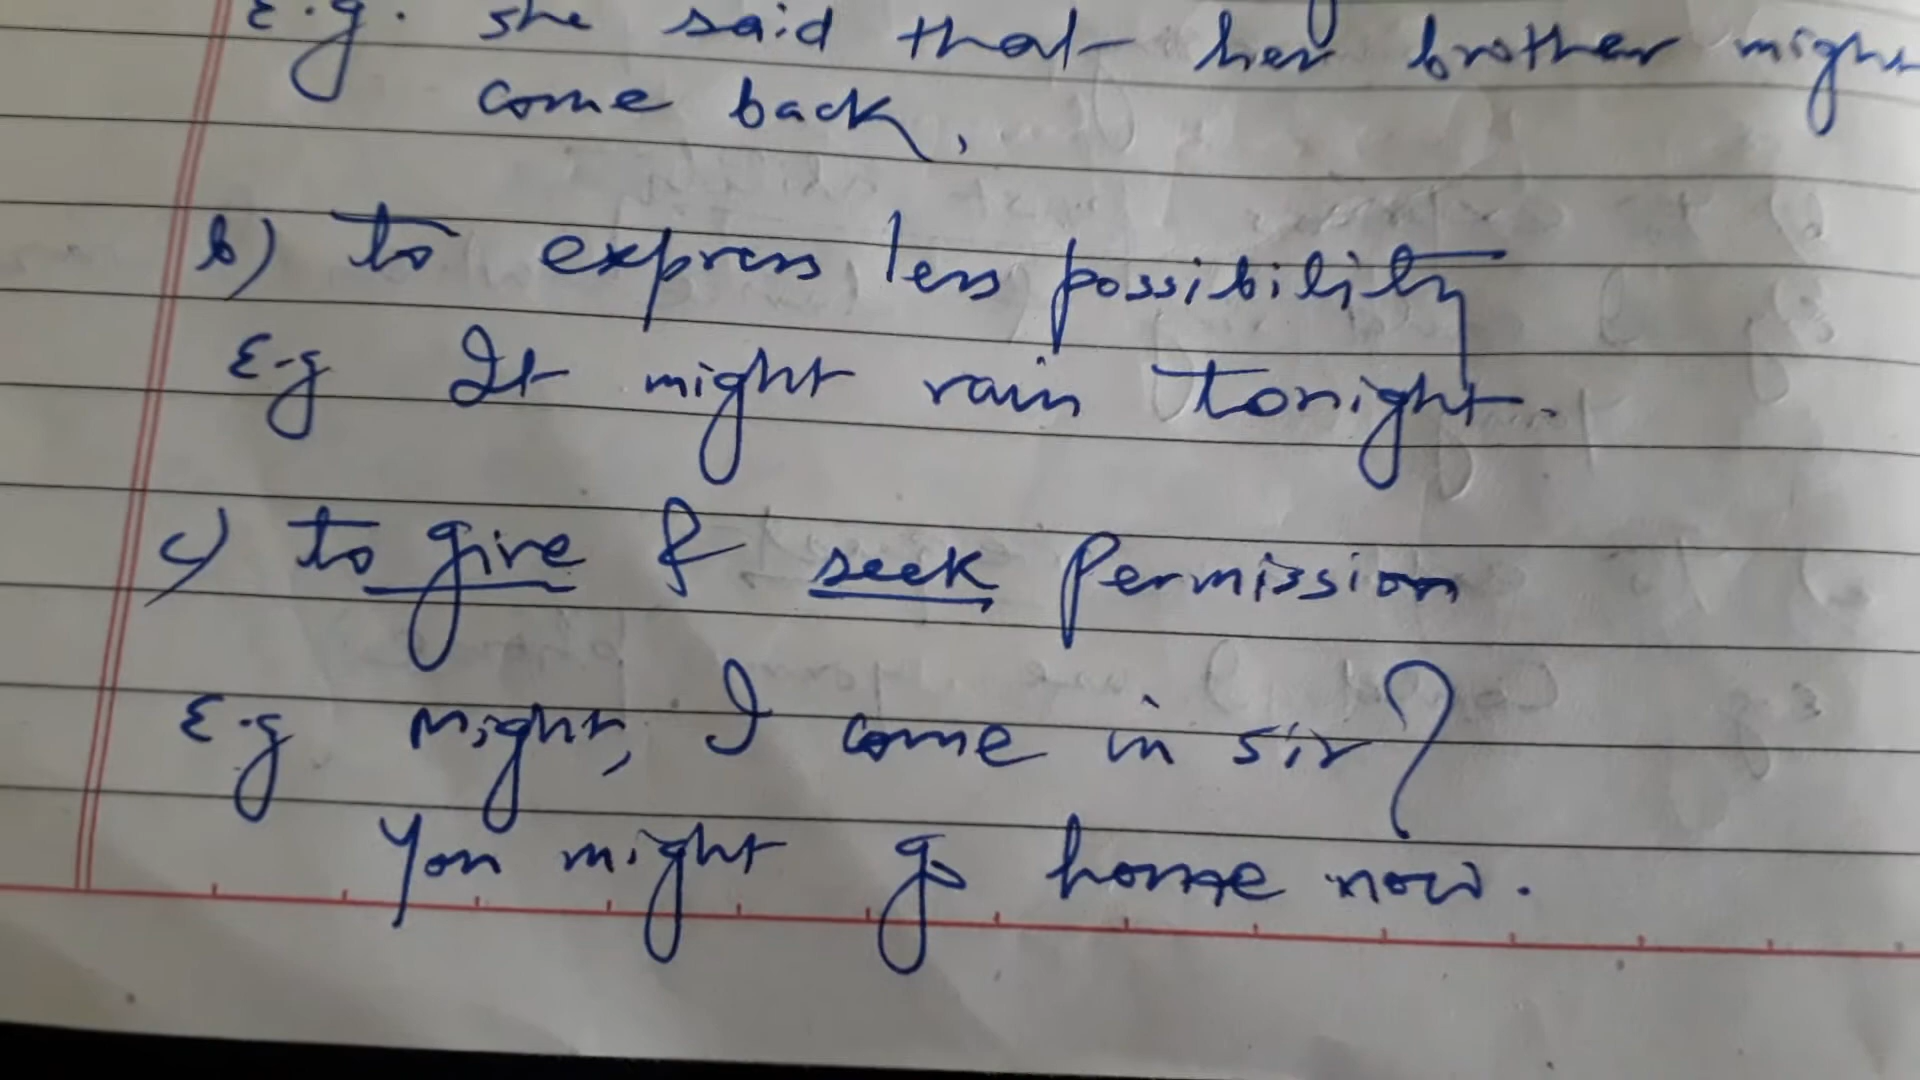 E.g. she said that her brother might
come back,
b) to express less possibility
E.g It might rain tonight.
c) to give & seek Permission
E.g Might, I come in sir?
You might go home now.